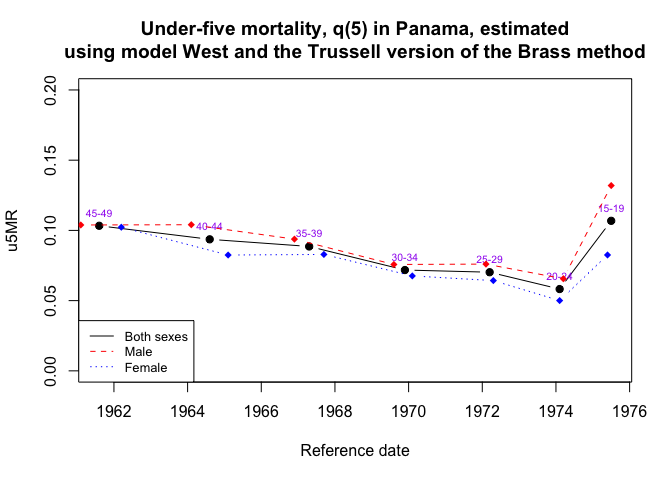 Under-five mortality, q(5) in Panama, estimated
using model West and the Trussell version of the Brass method
0.20
0.15
0.10
0.05
0.00
u5MR
45-49
40-44
35-39
30-34
25-29
20-24
15-19
Both sexes
Male
Female
1962 1964 1966 1968 1970 1972 1974 1976
Reference date